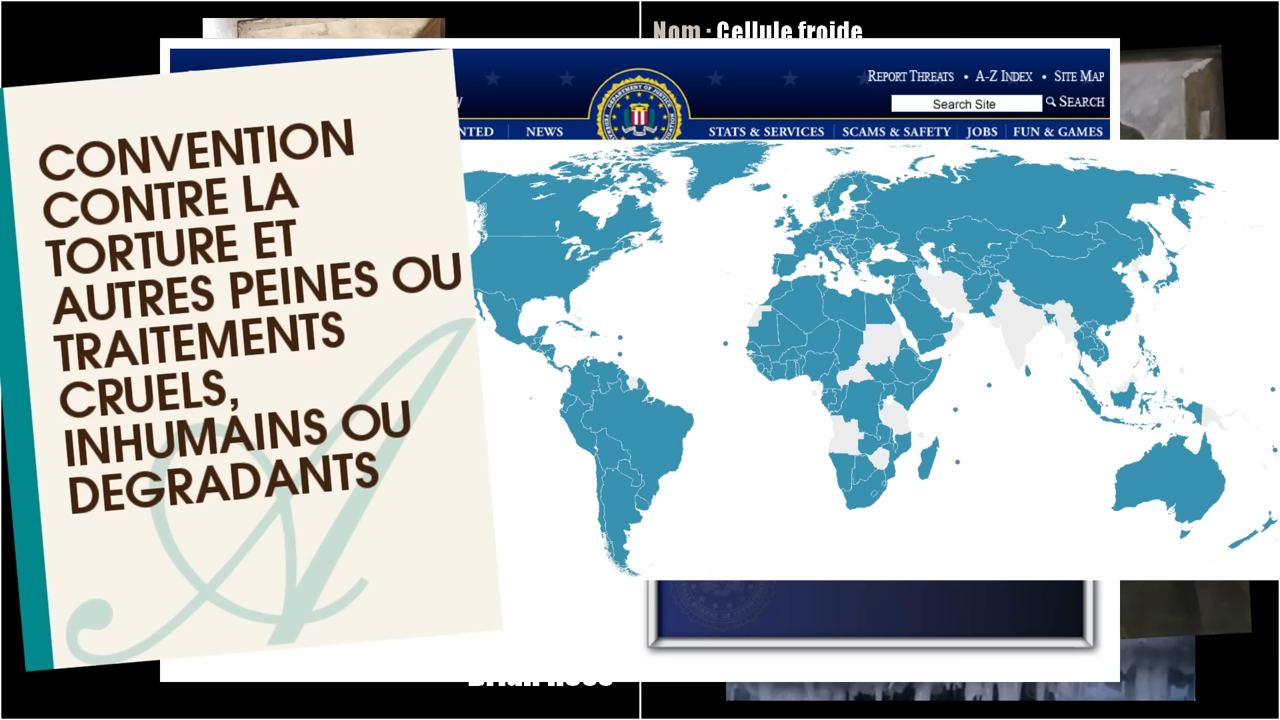 Nom : Cellule froide
REPORT THREATS • A-Z INDEX • SITE MAP
Search Site SEARCH
NEWS STATS & SERVICES SCAMS & SAFETY JOBS FUN & GAMES
CONVENTION
CONTRE LA
TORTURE ET
AUTRES PEINES OU
TRAITEMENTS
CRUELS,
INHUMAINS OU
DEGRADANTS